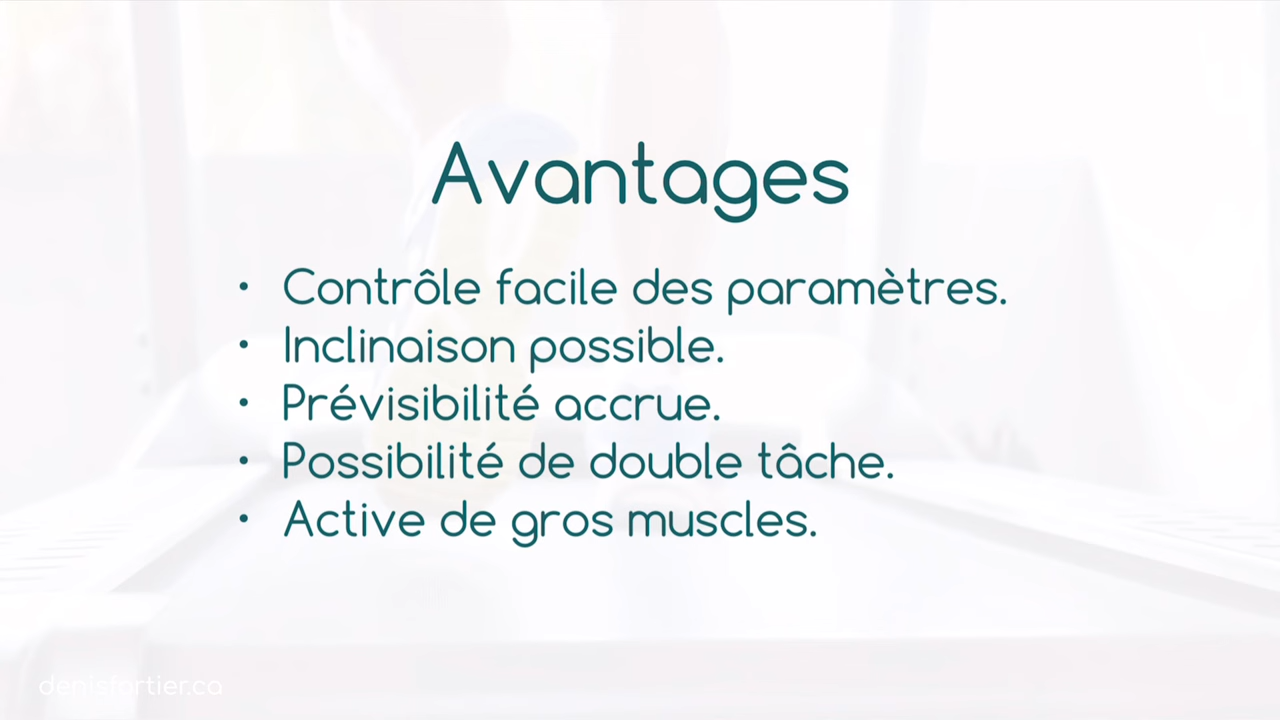 Avantages
• Contrôle facile des paramètres.
• Inclinaison possible.
• Prévisibilité accrue.
• Possibilité de double tâche.
• Active de gros muscles.
denisfortier.ca